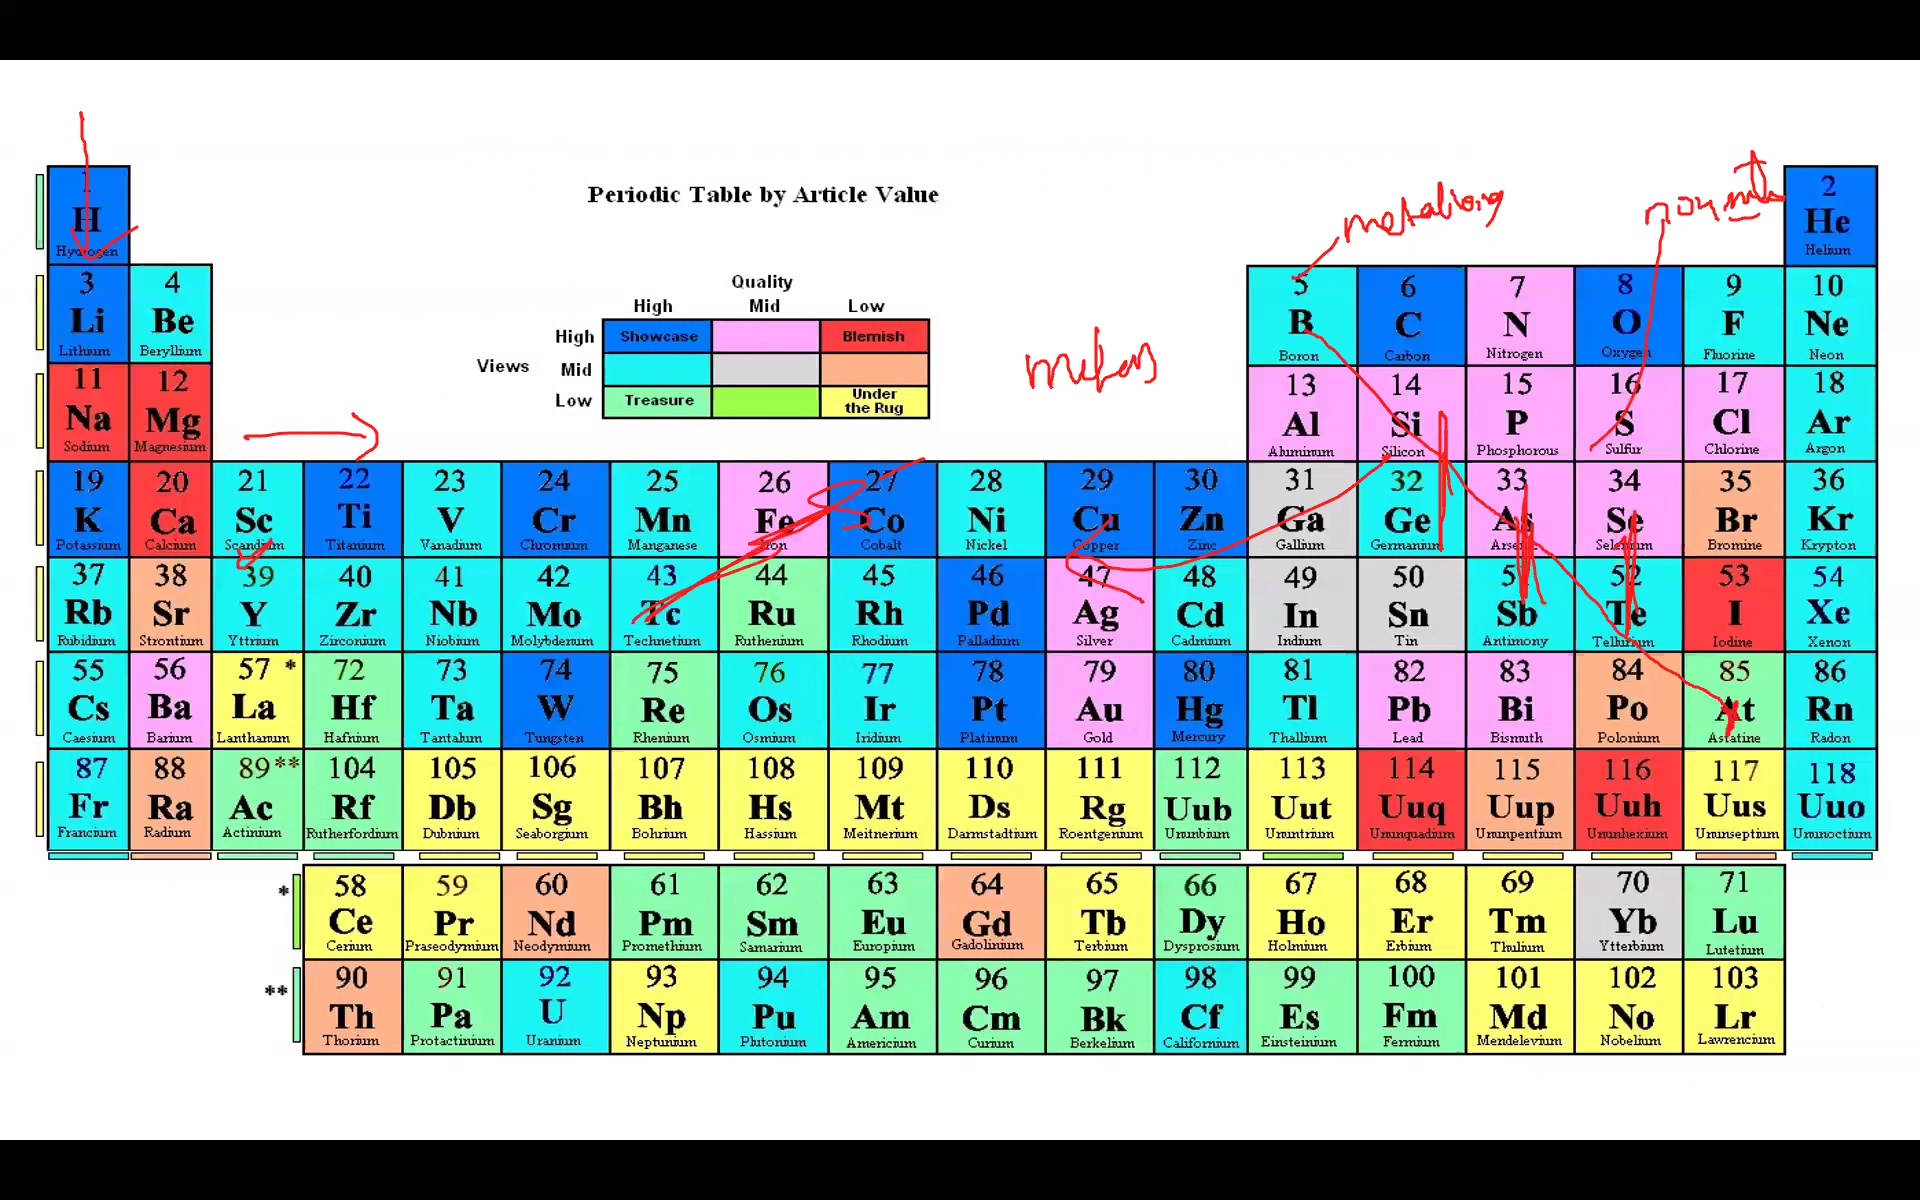 Periodic Table by Article Value
metals
Quality
High Mid Low
Views
High Showcase Blemish
Mid
Low Treasure Under the Rug
1 2
H He
Hydrogen Helium
3 4 5 6 7 8 9 10
Li Be B C N O F Ne
Lithium Beryllium Boron Carbon Nitrogen Oxygen Fluorine Neon
11 12 13 14 15 16 17 18
Na Mg Al Si P S Cl Ar
Sodium Magnesium Aluminum Silicon Phosphorous Sulfur Chlorine Argon
19 20 21 22 23 24 25 26 27 28 29 30 31 32 33 34 35 36
K Ca Sc Ti V Cr Mn Fe Co Ni Cu Zn Ga Ge As Se Br Kr
Potassium Calcium Scandium Titanium Vanadium Chromium Manganese Iron Cobalt Nickel Copper Zinc Gallium Germanium Arsenic Selenium Bromine Krypton
37 38 39 40 41 42 43 44 45 46 47 48 49 50 51 52 53 54
Rb Sr Y Zr Nb Mo Tc Ru Rh Pd Ag Cd In Sn Sb Te I Xe
Rubidium Strontium Yttrium Zirconium Niobium Molybdenum Technetium Ruthenium Rhodium Palladium Silver Cadmium Indium Tin Antimony Tellurium Iodine Xenon
55 56 57 * 72 73 74 75 76 77 78 79 80 81 82 83 84 85 86
Cs Ba La Hf Ta W Re Os Ir Pt Au Hg Tl Pb Bi Po At Rn
Caesium Barium Lanthanum Hafnium Tantalum Tungsten Rhenium Osmium Iridium Platinum Gold Mercury Thallium Lead Bismuth Polonium Astatine Radon
87 88 89 ** 104 105 106 107 108 109 110 111 112 113 114 115 116 117 118
Fr Ra Ac Rf Db Sg Bh Hs Mt Ds Rg Uub Uut Uuq Uup Uuh Uus Uuo
Francium Radium Actinium Rutherfordium Dubnium Seaborgium Bohrium Hassium Meitnerium Darmstadtium Roentgenium Ununbium Ununtrium Ununquadium Ununpentium Ununhexium Ununseptium Ununoctium
* 58 59 60 61 62 63 64 65 66 67 68 69 70 71
Ce Pr Nd Pm Sm Eu Gd Tb Dy Ho Er Tm Yb Lu
Cerium Praseodymium Neodymium Promethium Samarium Europium Gadolinium Terbium Dysprosium Holmium Erbium Thulium Ytterbium Lutetium
** 90 91 92 93 94 95 96 97 98 99 100 101 102 103
Th Pa U Np Pu Am Cm Bk Cf Es Fm Md No Lr
Thorium Protactinium Uranium Neptunium Plutonium Americium Curium Berkelium Californium Einsteinium Fermium Mendelevium Nobelium Lawrencium